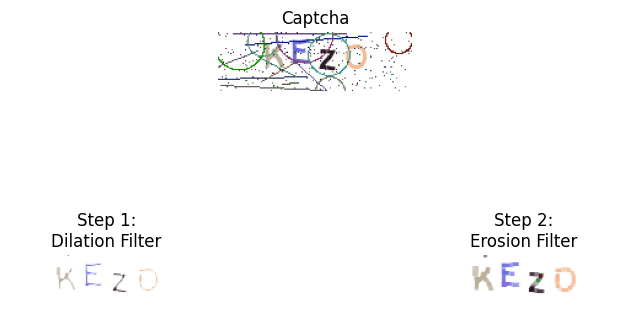 Captcha
KEZO
Step 1:
Dilation Filter
KEZO
Step 2:
Erosion Filter
KEZO